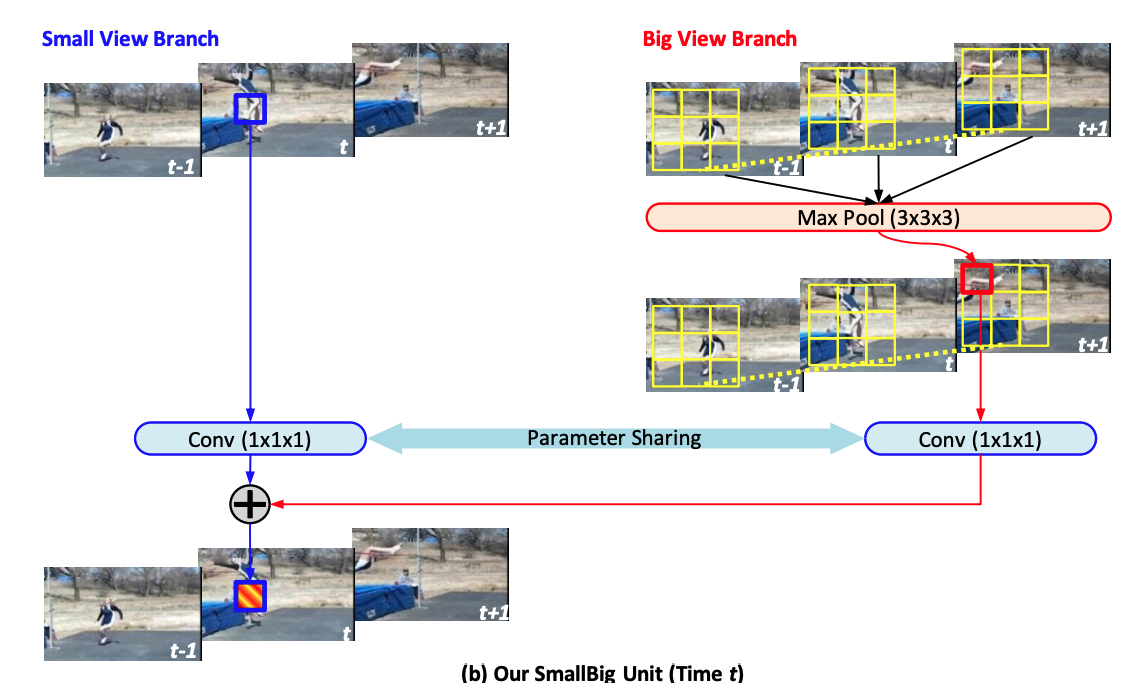 Small View Branch
Big View Branch
t-1
t
t+1
t-1
t
t+1
Max Pool (3x3x3)
t-1
t
t+1
Conv (1x1x1)
Parameter Sharing
Conv (1x1x1)
t-1
t
t+1
(b) Our SmallBig Unit (Time t)